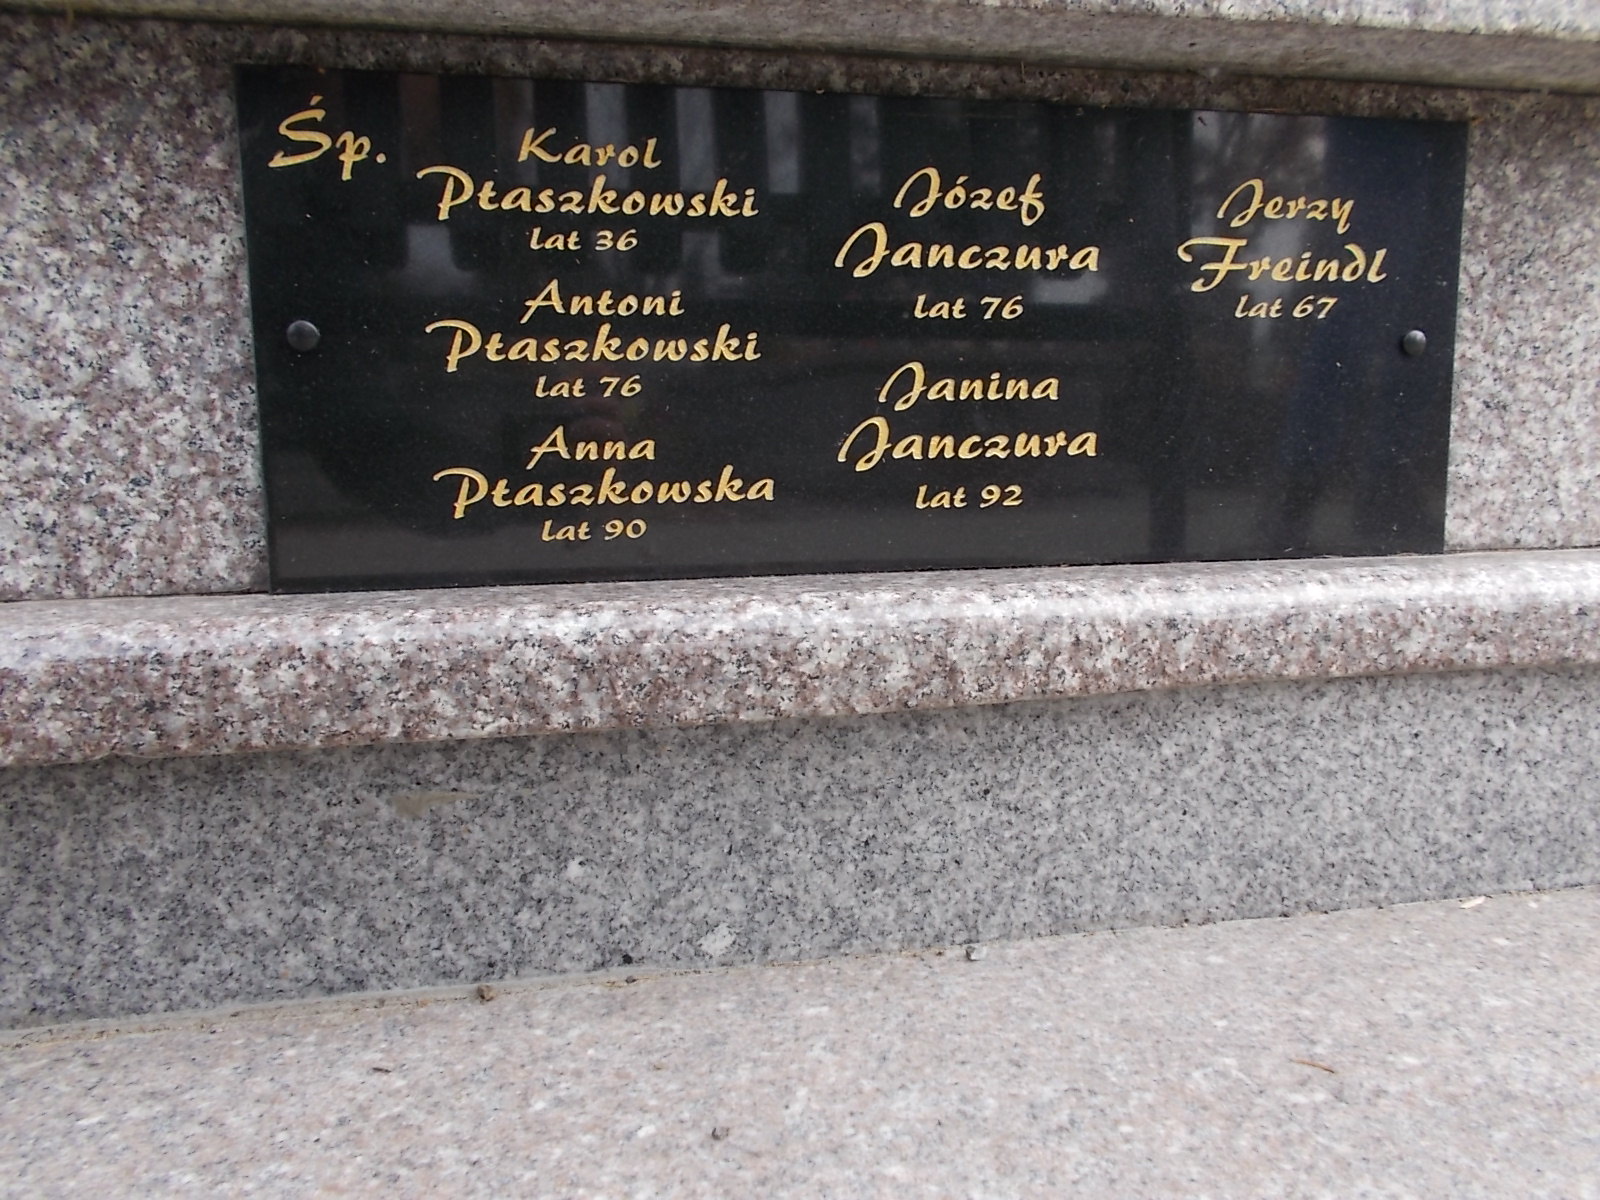 Śp.
Karol
Ptaszkowski
lat 36
Antoni
Ptaszkowski
lat 76
Anna
Ptaszkowska
lat 90
Józef
Janczura
lat 76
Janina
Janczura
lat 92
Jerzy
Freindl
lat 67